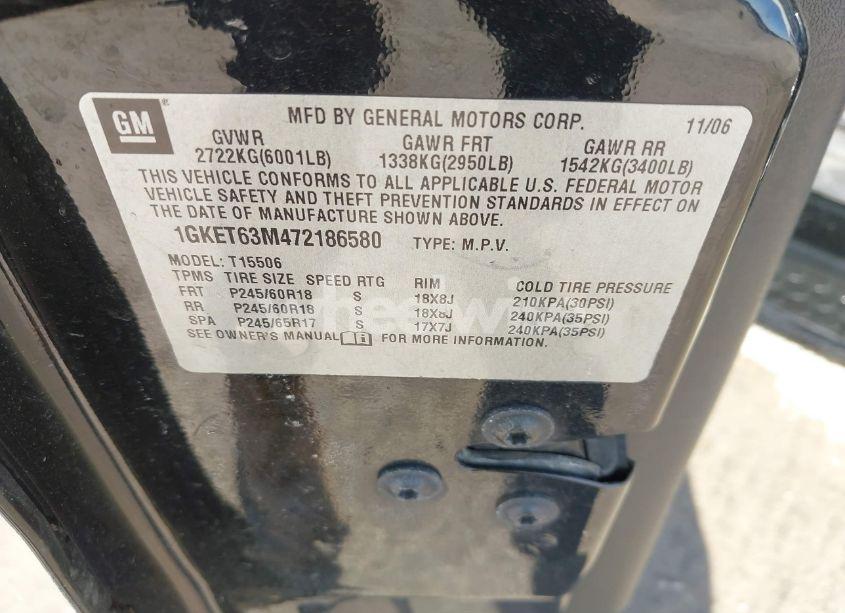 GM ® MFD BY GENERAL MOTORS CORP. 11/06
GVWR GAWR FRT GAWR RR
2722KG(6001LB) 1338KG(2950LB) 1542KG(3400LB)
THIS VEHICLE CONFORMS TO ALL APPLICABLE U.S. FEDERAL MOTOR
VEHICLE SAFETY AND THEFT PREVENTION STANDARDS IN EFFECT ON
THE DATE OF MANUFACTURE SHOWN ABOVE.
1GKET63M472186580 TYPE: M.P.V.
MODEL: T15506
TPMS TIRE SIZE SPEED RTG RIM COLD TIRE PRESSURE
FRT P245/60R18 S 18X8J 210KPA(30PSI)
RR P245/60R18 S 18X8J 240KPA(35PSI)
SPA P245/65R17 S 17X7J 240KPA(35PSI)
SEE OWNER'S MANUAL FOR MORE INFORMATION.